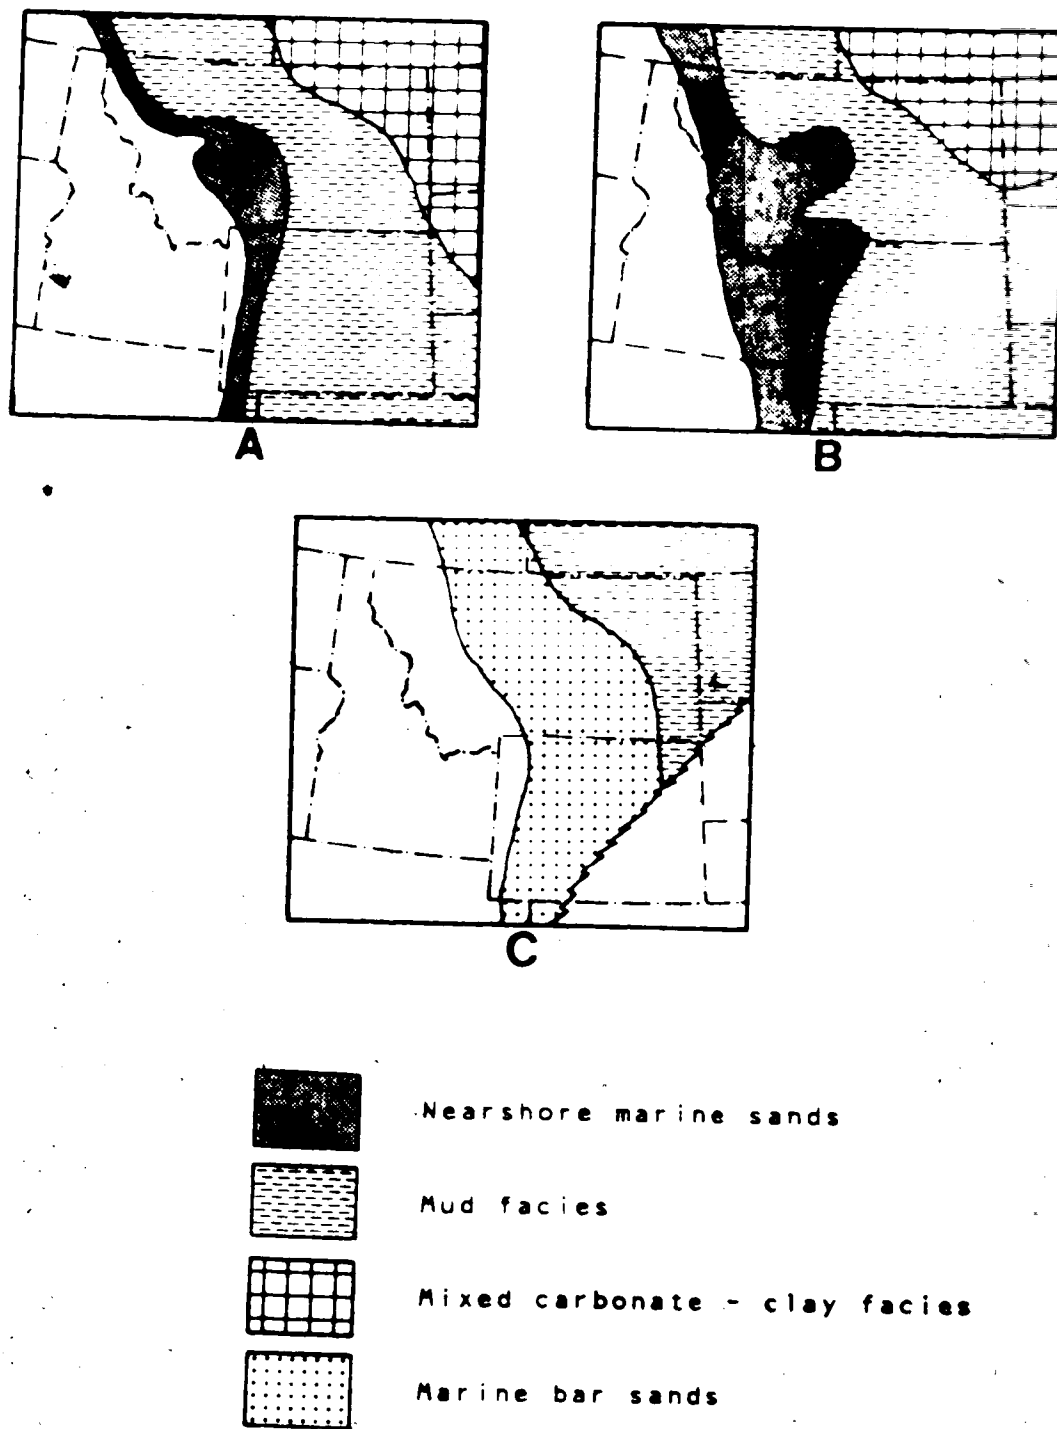 A
B
C
Nearshore marine sands
Mud facies
Mixed carbonate - clay facies
Marine bar sands